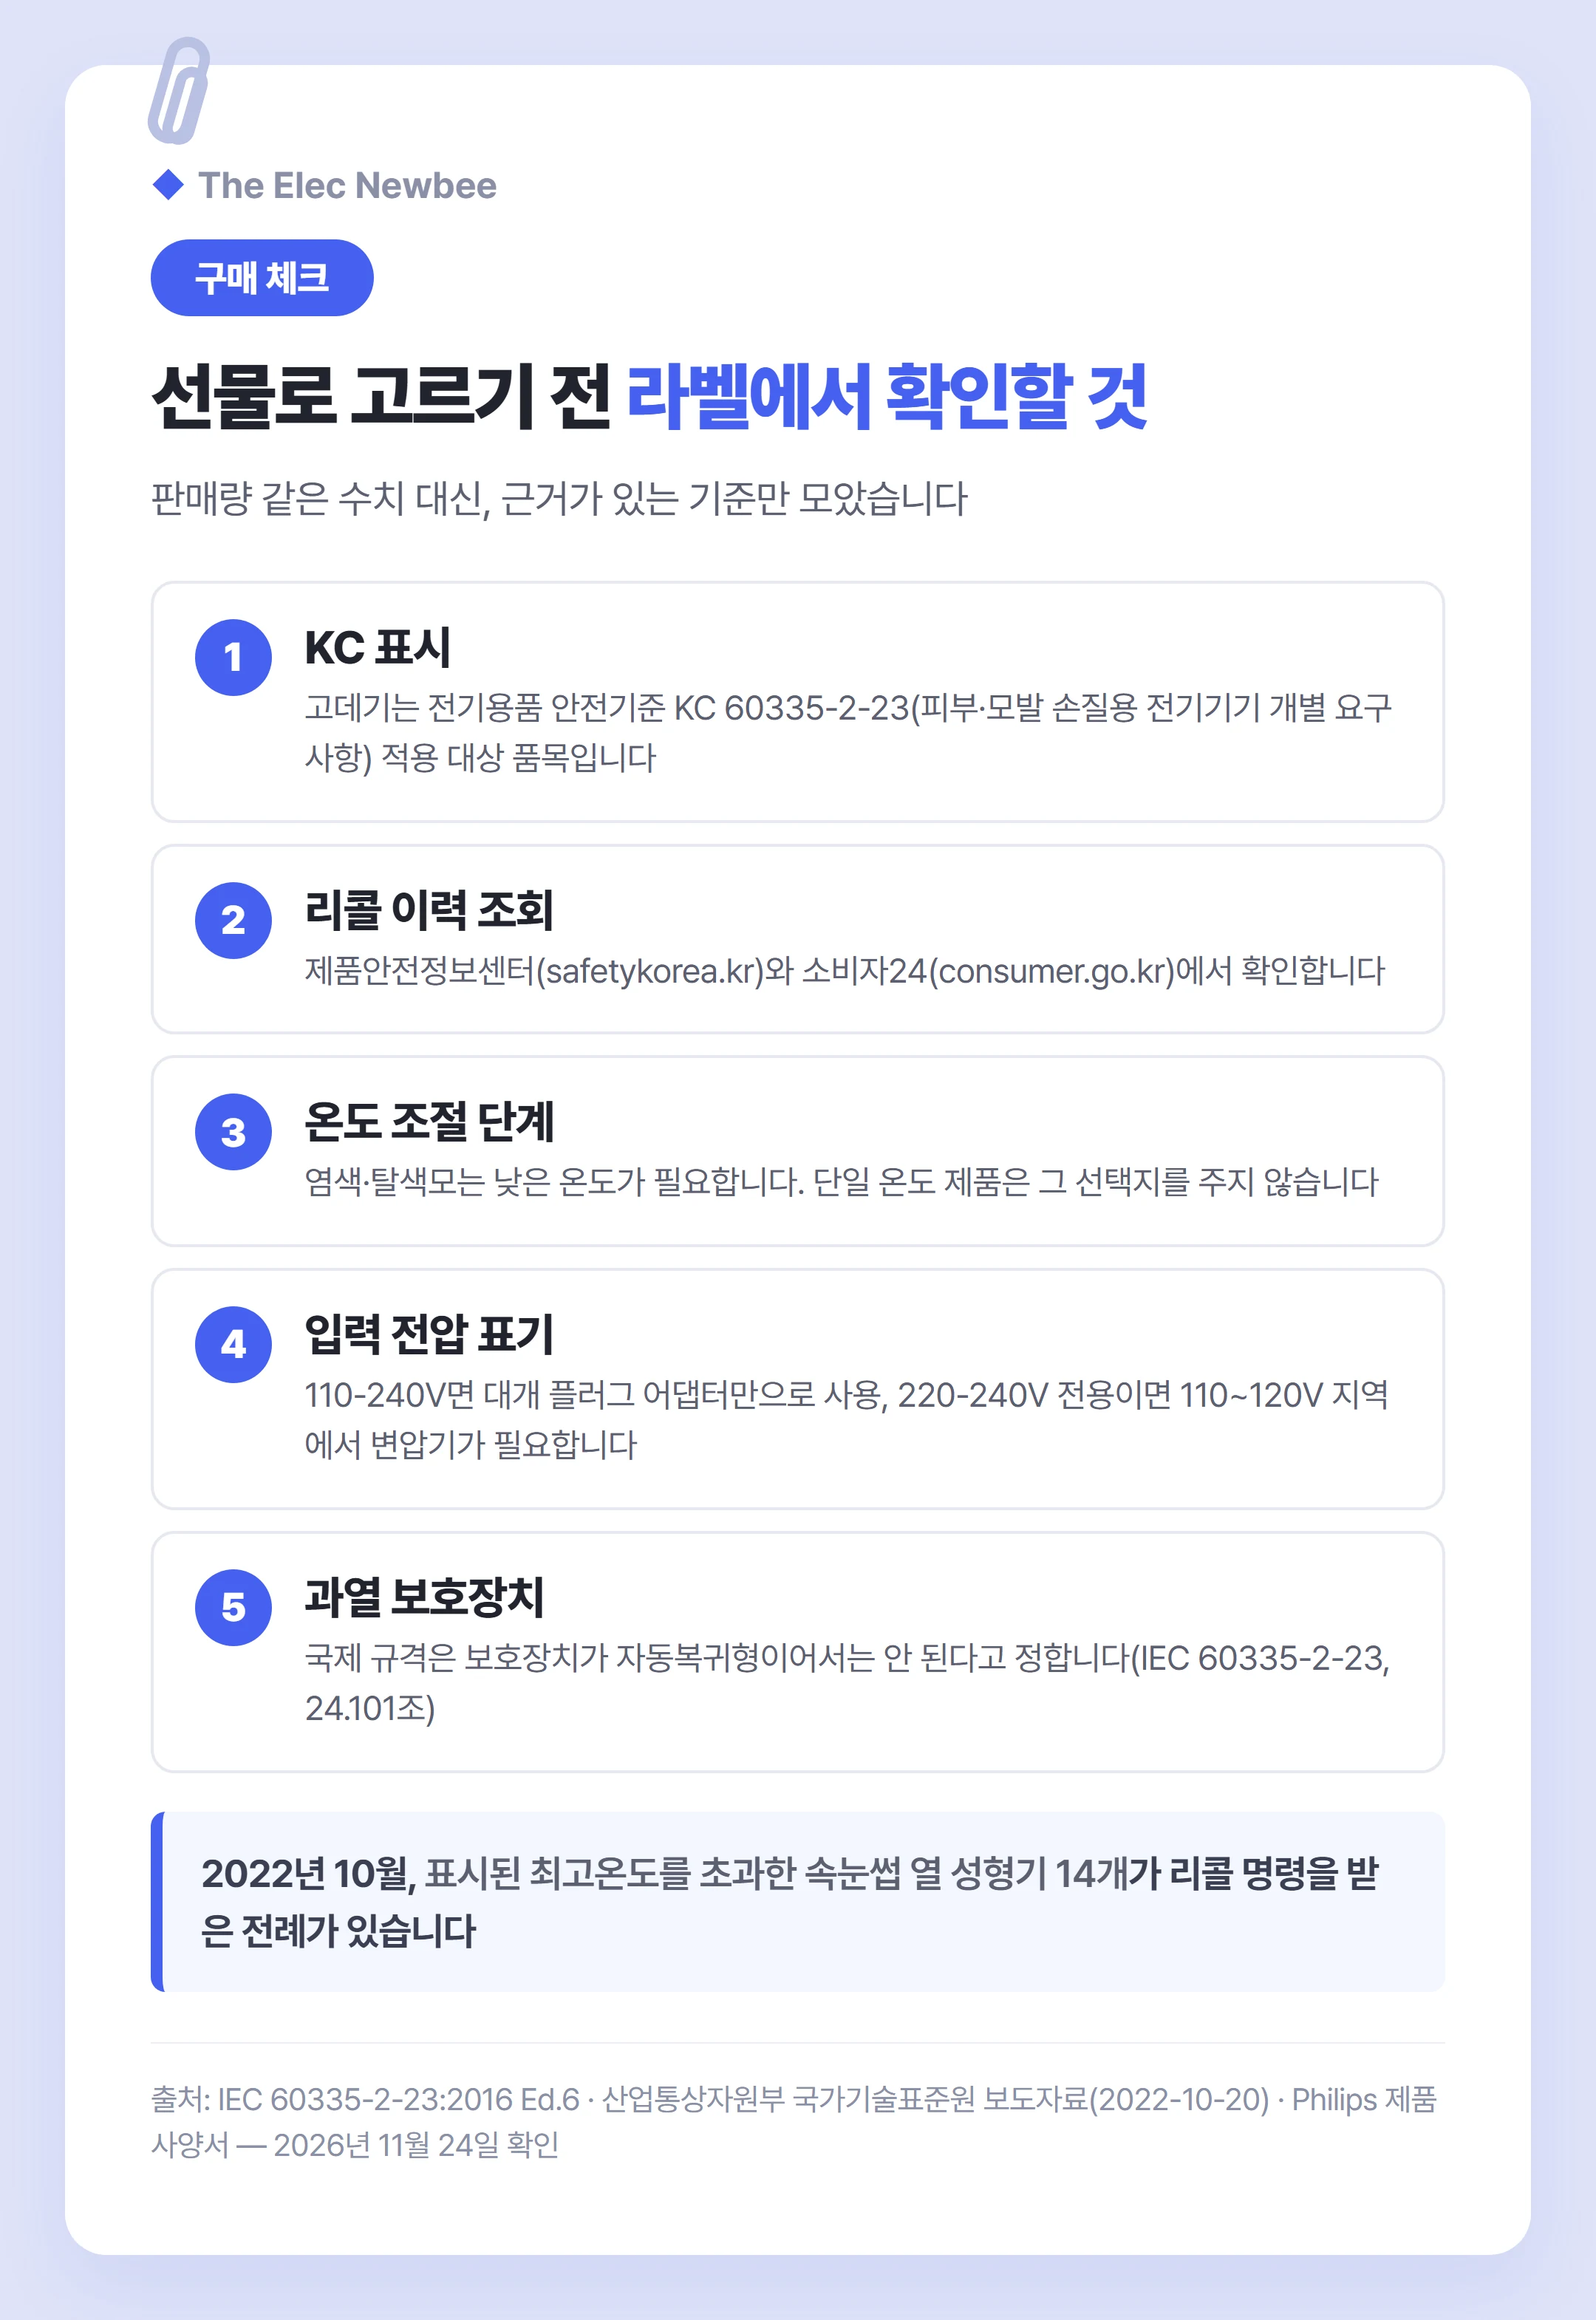 The Elec Newbee
구매 체크
선물로 고르기 전 라벨에서 확인할 것
판매량 같은 수치 대신, 근거가 있는 기준만 모았습니다
1
KC 표시
고데기는 전기용품 안전기준 KC 60335-2-23(피부·모발 손질용 전기기기 개별 요구
사항) 적용 대상 품목입니다
2
리콜 이력 조회
제품안전정보센터(safetykorea.kr)와 소비자24(consumer.go.kr)에서 확인합니다
3
온도 조절 단계
염색·탈색모는 낮은 온도가 필요합니다. 단일 온도 제품은 그 선택지를 주지 않습니다
4
입력 전압 표기
110-240V면 대개 플러그 어댑터만으로 사용, 220-240V 전용이면 110~120V 지역
에서 변압기가 필요합니다
5
과열 보호장치
국제 규격은 보호장치가 자동복귀형이어서는 안 된다고 정합니다(IEC 60335-2-23,
24.101조)
2022년 10월, 표시된 최고온도를 초과한 속눈썹 열 성형기 14개가 리콜 명령을 받
은 전례가 있습니다
출처: IEC 60335-2-23:2016 Ed.6 · 산업통상자원부 국가기술표준원 보도자료(2022-10-20) · Philips 제품
사양서 — 2026년 11월 24일 확인